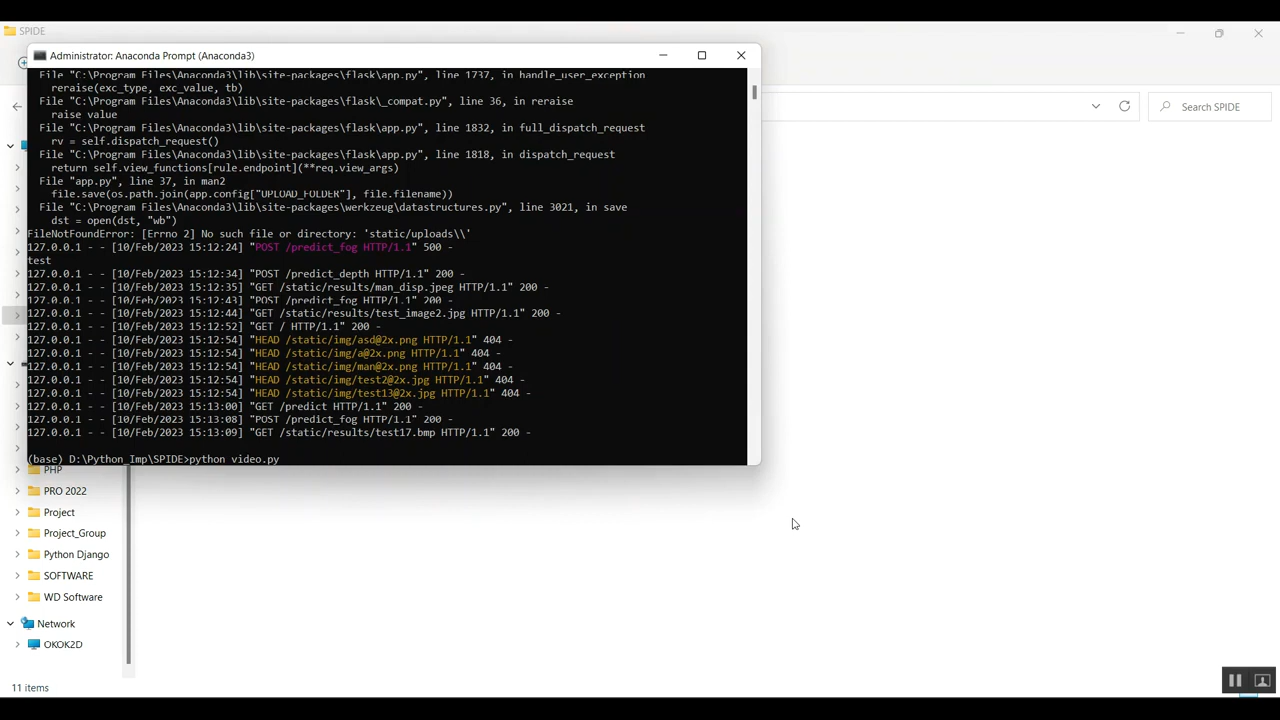 SPIDE
Administrator: Anaconda Prompt (Anaconda3)
File "C:\Program Files\Anaconda3\lib\site-packages\flask\app.py", line 1737, in handle_user_exception
reraise(exc_type, exc_value, tb)
File "C:\Program Files\Anaconda3\lib\site-packages\flask\_compat.py", line 36, in reraise
raise value
File "C:\Program Files\Anaconda3\lib\site-packages\flask\app.py", line 1832, in full_dispatch_request
rv = self.dispatch_request()
File "C:\Program Files\Anaconda3\lib\site-packages\flask\app.py", line 1818, in dispatch_request
return self.view_functions[rule.endpoint](**req.view_args)
File "app.py", line 37, in man2
file.save(os.path.join(app.config["UPLOAD_FOLDER"], file.filename))
File "C:\Program Files\Anaconda3\lib\site-packages\werkzeug\datastructures.py", line 3021, in save
dst = open(dst, "wb")
FileNotFoundError: [Errno 2] No such file or directory: 'static/uploads\\'
127.0.0.1 - - [10/Feb/2023 15:12:24] "POST /predict_fog HTTP/1.1" 500 -
test
127.0.0.1 - - [10/Feb/2023 15:12:34] "POST /predict_depth HTTP/1.1" 200 -
127.0.0.1 - - [10/Feb/2023 15:12:35] "GET /static/results/man_disp.jpeg HTTP/1.1" 200 -
127.0.0.1 - - [10/Feb/2023 15:12:43] "POST /predict_fog HTTP/1.1" 200 -
127.0.0.1 - - [10/Feb/2023 15:12:44] "GET /static/results/test_image2.jpg HTTP/1.1" 200 -
127.0.0.1 - - [10/Feb/2023 15:12:52] "GET / HTTP/1.1" 200 -
127.0.0.1 - - [10/Feb/2023 15:12:54] "HEAD /static/img/asd@2x.png HTTP/1.1" 404 -
127.0.0.1 - - [10/Feb/2023 15:12:54] "HEAD /static/img/a@2x.png HTTP/1.1" 404 -
127.0.0.1 - - [10/Feb/2023 15:12:54] "HEAD /static/img/man@2x.png HTTP/1.1" 404 -
127.0.0.1 - - [10/Feb/2023 15:12:54] "HEAD /static/img/test2@2x.jpg HTTP/1.1" 404 -
127.0.0.1 - - [10/Feb/2023 15:12:54] "HEAD /static/img/test13@2x.jpg HTTP/1.1" 404 -
127.0.0.1 - - [10/Feb/2023 15:13:00] "GET /predict HTTP/1.1" 200 -
127.0.0.1 - - [10/Feb/2023 15:13:08] "POST /predict_fog HTTP/1.1" 200 -
127.0.0.1 - - [10/Feb/2023 15:13:09] "GET /static/results/test17.bmp HTTP/1.1" 200 -
(base) D:\Python_Imp\SPIDE>python video.py
Search SPIDE
PHP
PRO 2022
Project
Project_Group
Python Django
SOFTWARE
WD Software
Network
OKOK2D
11 items